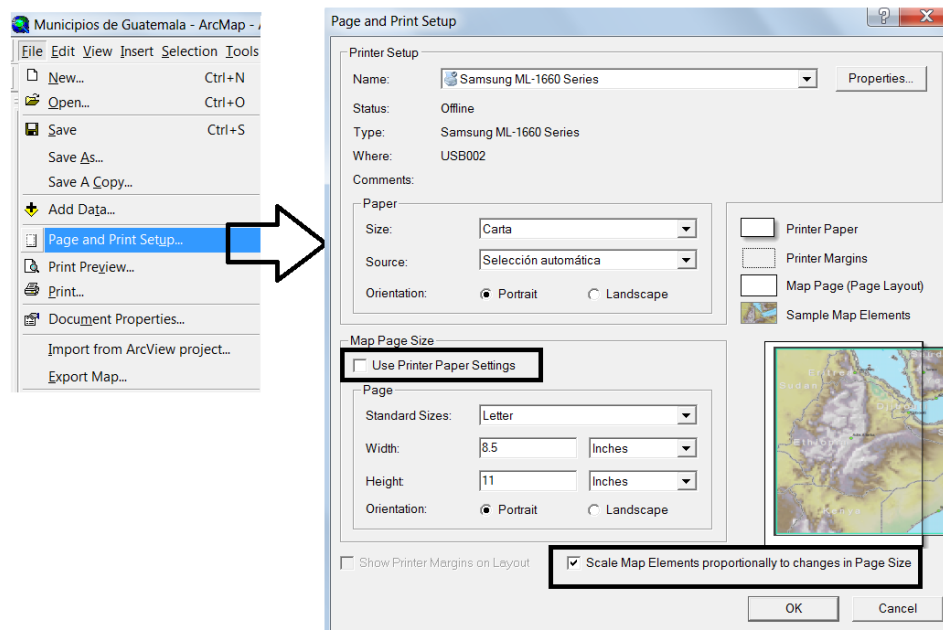 Municipios de Guatemala - ArcMap - A
File Edit View Insert Selection Tools
New... Ctrl+N
Open... Ctrl+O
Save Ctrl+S
Save As...
Save A Copy...
Add Data...
Page and Print Setup...
Print Preview...
Print...
Document Properties...
Import from ArcView project...
Export Map...
Page and Print Setup
Printer Setup
Name: Samsung ML-1660 Series Properties...
Status: Offline
Type: Samsung ML-1660 Series
Where: USB002
Comments:
Paper
Size: Carta
Source: Selección automática
Orientation: Portrait Landscape
Printer Paper
Printer Margins
Map Page (Page Layout)
Sample Map Elements
Map Page Size
Use Printer Paper Settings
Page
Standard Sizes: Letter
Width: 8.5 Inches
Height: 11 Inches
Orientation: Portrait Landscape
Show Printer Margins on Layout
Scale Map Elements proportionally to changes in Page Size
OK Cancel